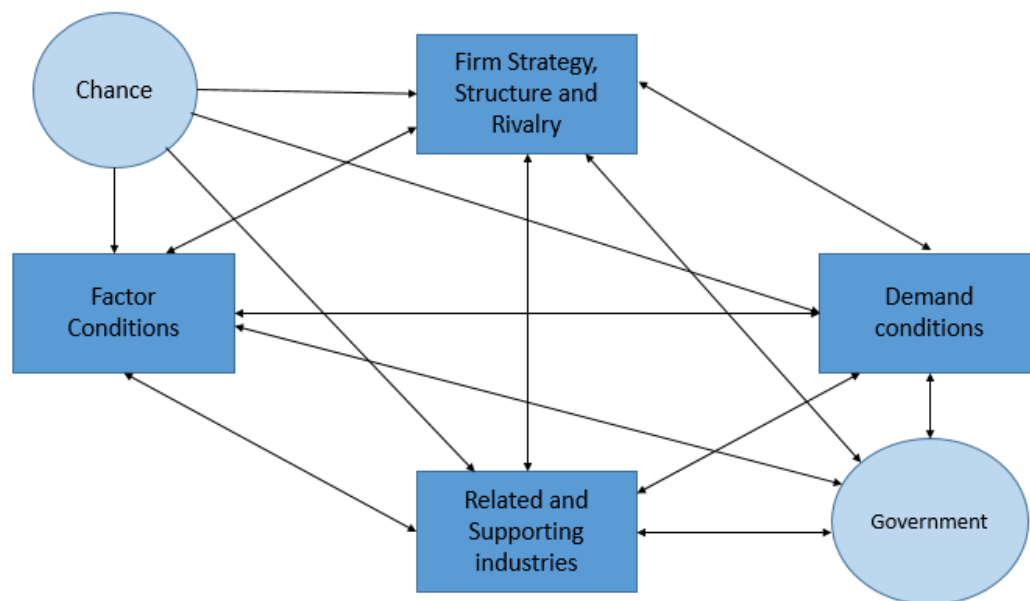 Chance
Firm Strategy,
Structure and
Rivalry
Factor
Conditions
Demand
conditions
Related and
Supporting
industries
Government